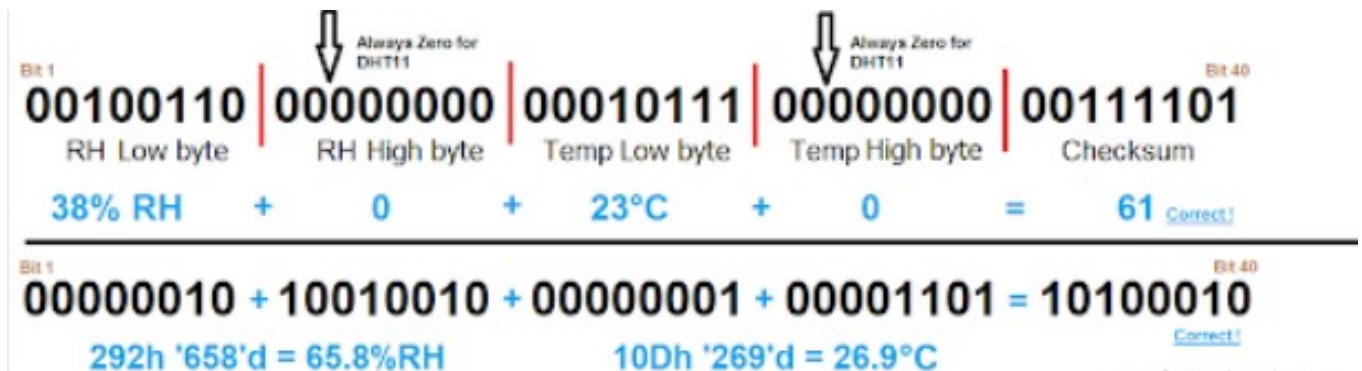 Always Zero for
DHT11
Always Zero for
DHT11
Bit 1
Bit 40
00100110 00000000 00010111 00000000 00111101
RH Low byte RH High byte Temp Low byte Temp High byte Checksum
38% RH + 0 + 23°C + 0 = 61 Correct!
Bit 1
Bit 40
00000010 + 10010010 + 00000001 + 00001101 = 10100010
Correct!
292h '658'd = 65.8%RH 10Dh '269'd = 26.9°C